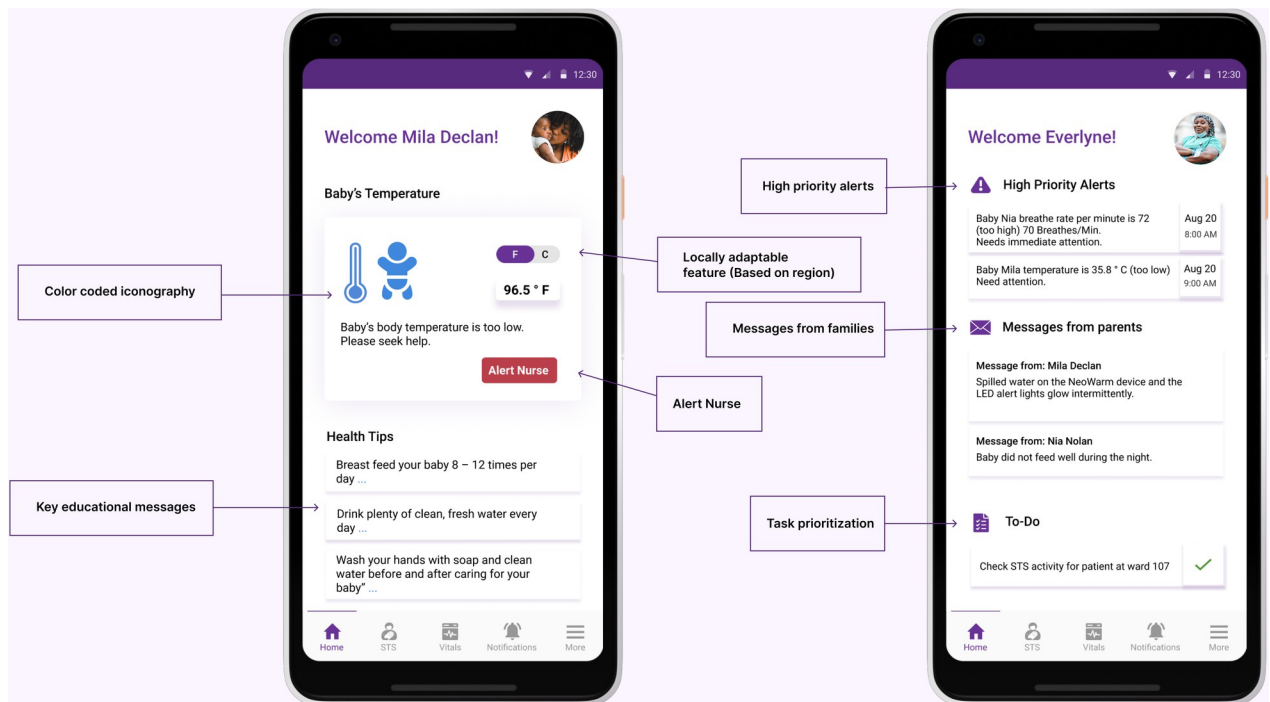 12:30
Welcome Mila Declan!
Baby's Temperature
F C
96.5 ° F
Baby's body temperature is too low.
Please seek help.
Alert Nurse
Health Tips
Breast feed your baby 8 – 12 times per
day ...
Drink plenty of clean, fresh water every
day ...
Wash your hands with soap and clean
water before and after caring for your
baby" ...
Home STS Vitals Notifications More
Color coded iconography
Key educational messages
Locally adaptable
feature (Based on region)
Alert Nurse
High priority alerts
Messages from families
Task prioritization
12:30
Welcome Everlyne!
High Priority Alerts
Baby Nia breathe rate per minute is 72
(too high) 70 Breathes/Min.
Needs immediate attention.
Aug 20
8:00 AM
Baby Mila temperature is 35.8 ° C (too low)
Need attention.
Aug 20
9:00 AM
Messages from parents
Message from: Mila Declan
Spilled water on the NeoWarm device and the
LED alert lights glow intermittently.
Message from: Nia Nolan
Baby did not feed well during the night.
To-Do
Check STS activity for patient at ward 107
Home STS Vitals Notifications More